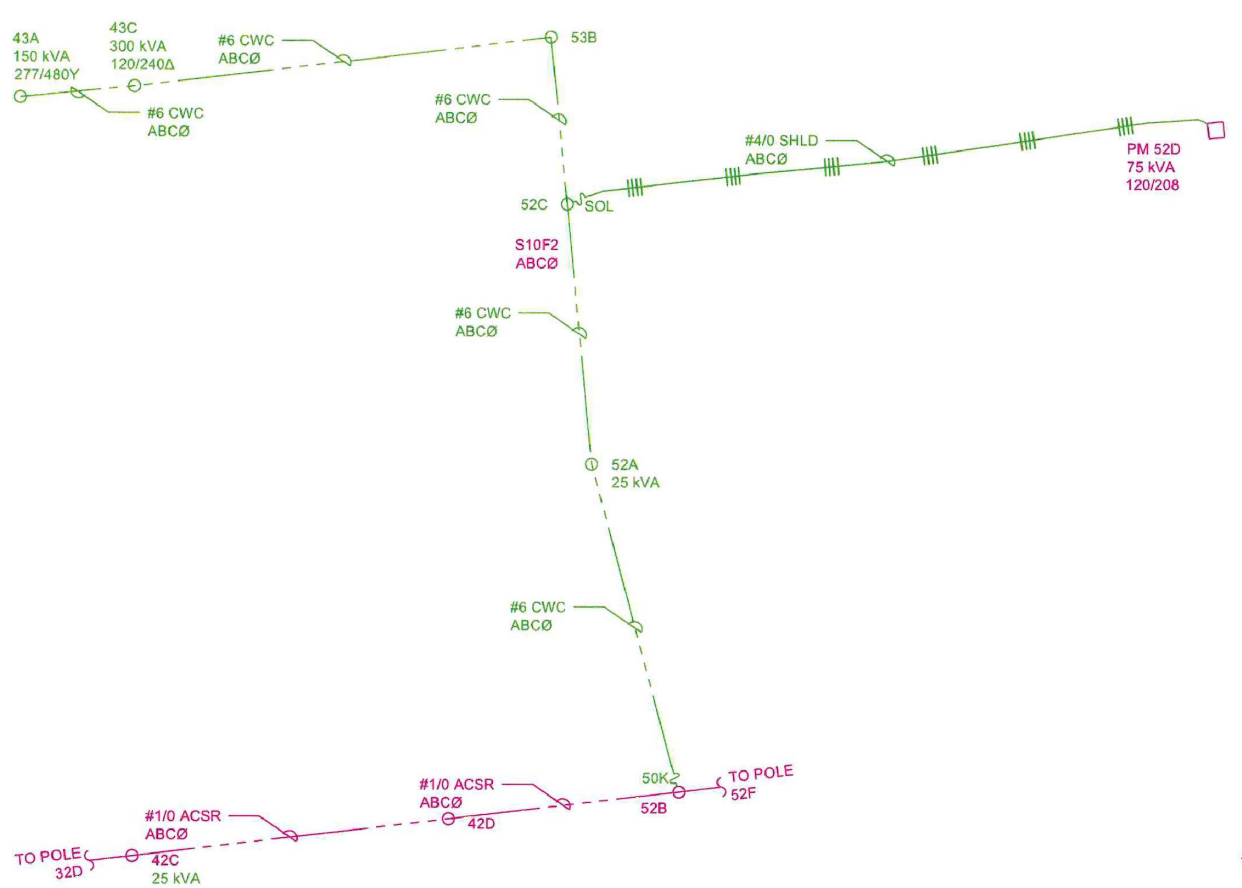 43A
150 kVA
277/480Y
43C
300 kVA
120/240Δ
#6 CWC
ABCØ
53B
#6 CWC
ABCØ
#6 CWC
ABCØ
#4/0 SHLD
ABCØ
PM 52D
75 kVA
120/208
52C
SOL
S10F2
ABCØ
#6 CWC
ABCØ
52A
25 kVA
#6 CWC
ABCØ
50K
TO POLE
52F
52B
#1/0 ACSR
ABCØ
42D
#1/0 ACSR
ABCØ
TO POLE
32D
42C
25 kVA